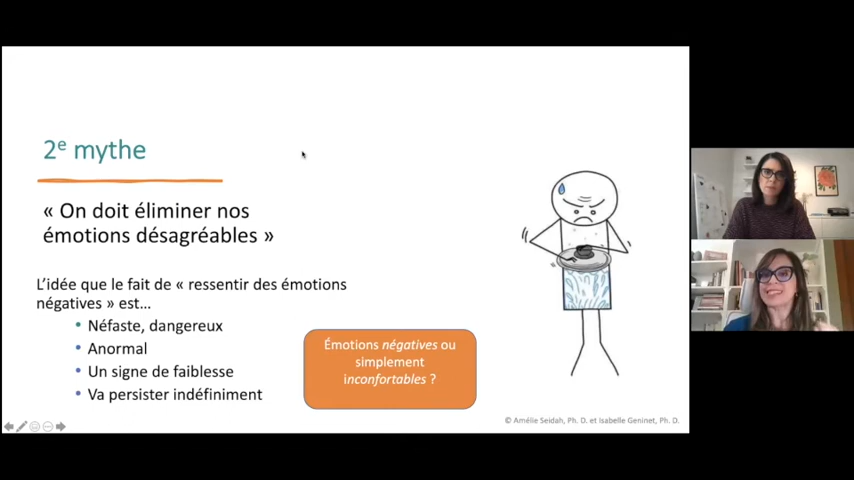 2e mythe
« On doit éliminer nos
émotions désagréables »
L'idée que le fait de « ressentir des émotions
négatives » est...
• Néfaste, dangereux
• Anormal
• Un signe de faiblesse
• Va persister indéfiniment
Émotions négatives ou
simplement
inconfortables ?
© Amélie Seidah, Ph. D. et Isabelle Geninet, Ph. D.